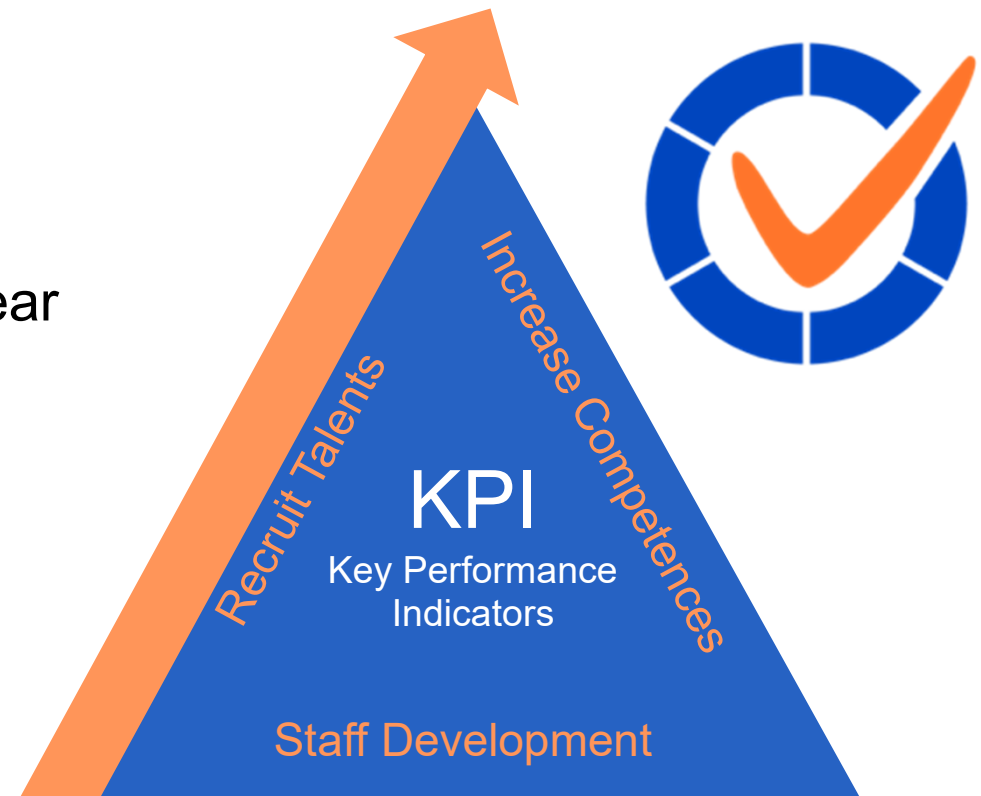 ear
Recruit Talents
Increase Competences
KPI
Key Performance
Indicators
Staff Development